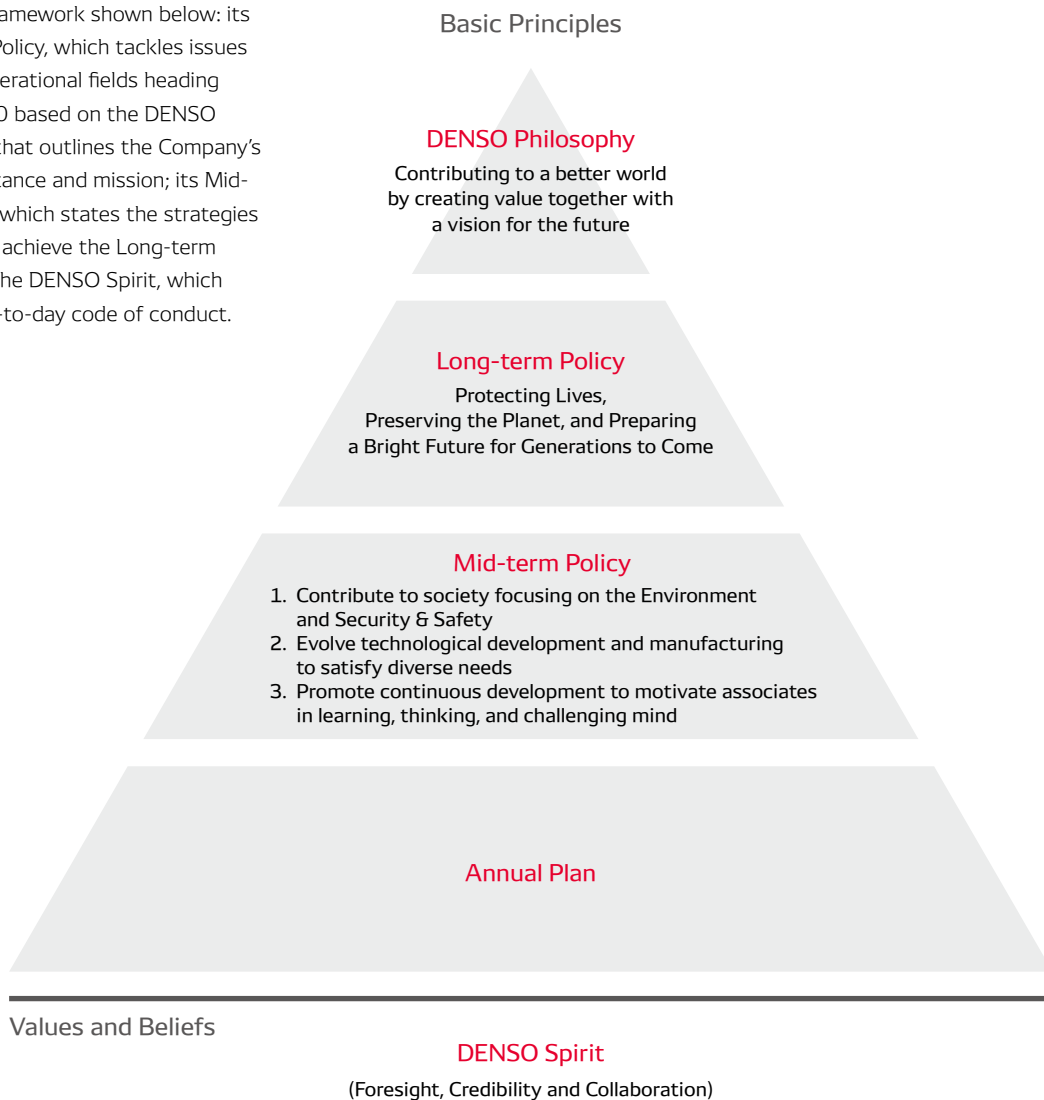 amework shown below: its
Policy, which tackles issues
erational fields heading
0 based on the DENSO
that outlines the Company's
tance and mission; its Mid-
which states the strategies
achieve the Long-term
he DENSO Spirit, which
-to-day code of conduct.
Basic Principles
DENSO Philosophy
Contributing to a better world
by creating value together with
a vision for the future
Long-term Policy
Protecting Lives,
Preserving the Planet, and Preparing
a Bright Future for Generations to Come
Mid-term Policy
1. Contribute to society focusing on the Environment
and Security & Safety
2. Evolve technological development and manufacturing
to satisfy diverse needs
3. Promote continuous development to motivate associates
in learning, thinking, and challenging mind
Annual Plan
Values and Beliefs
DENSO Spirit
(Foresight, Credibility and Collaboration)